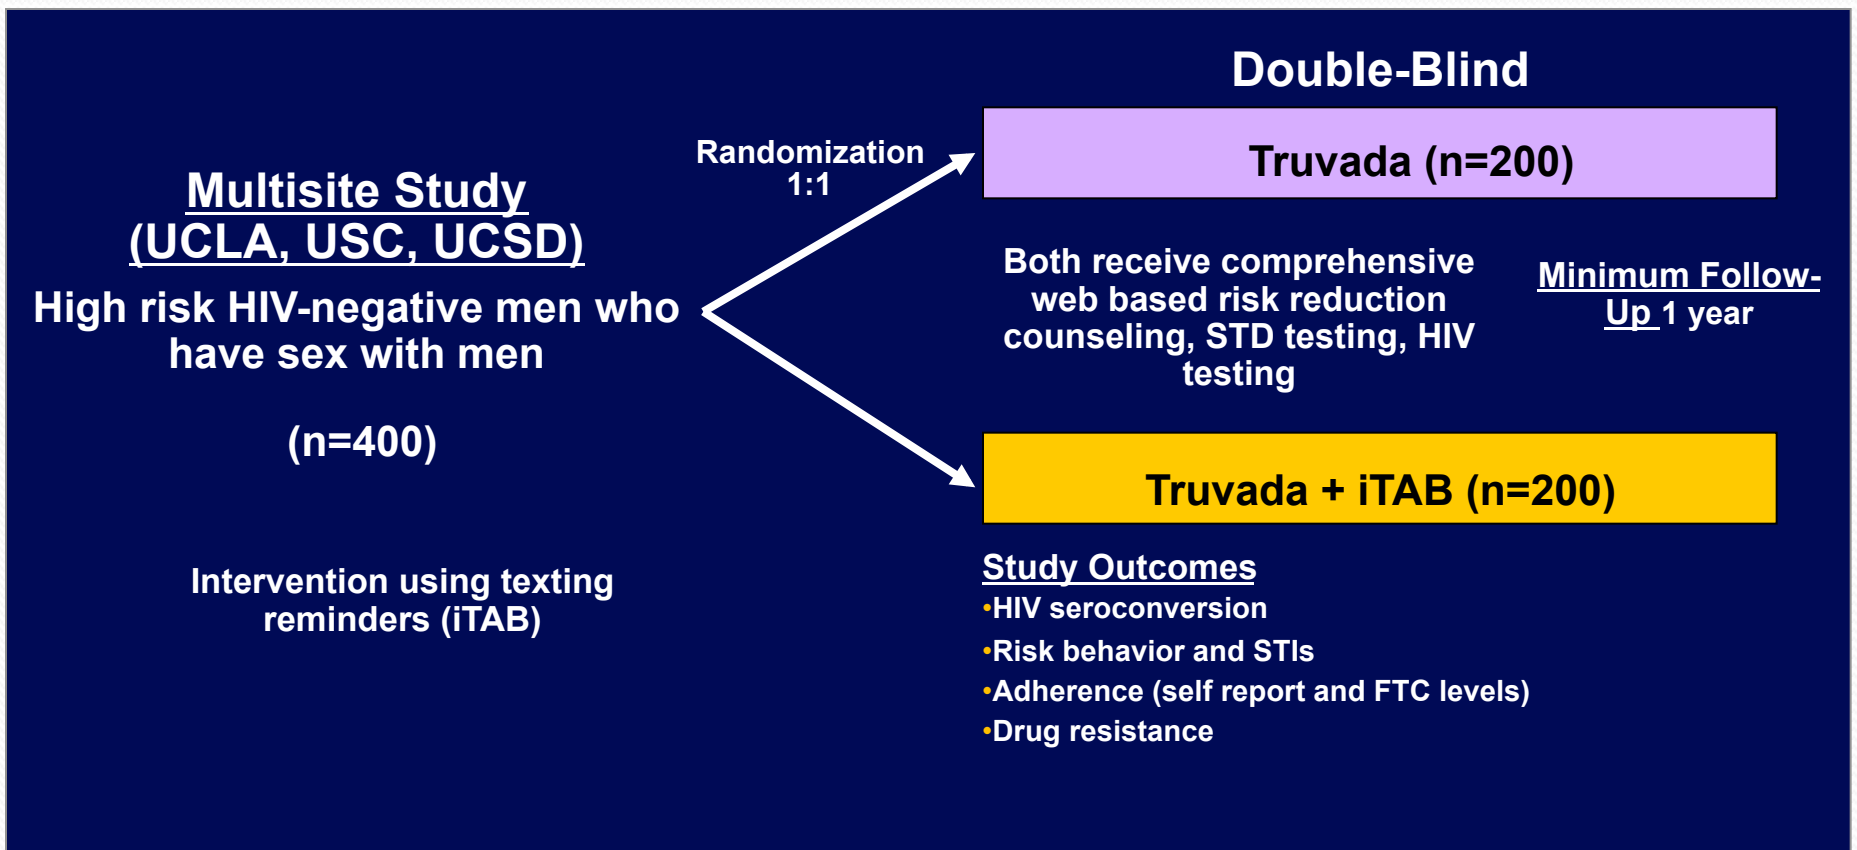 Multisite Study
(UCLA, USC, UCSD)
High risk HIV-negative men who
have sex with men
(n=400)
Intervention using texting
reminders (iTAB)
Randomization
1:1
Double-Blind
Truvada (n=200)
Both receive comprehensive
web based risk reduction
counseling, STD testing, HIV
testing
Minimum Follow-
Up 1 year
Truvada + iTAB (n=200)
Study Outcomes
•HIV seroconversion
•Risk behavior and STIs
•Adherence (self report and FTC levels)
•Drug resistance